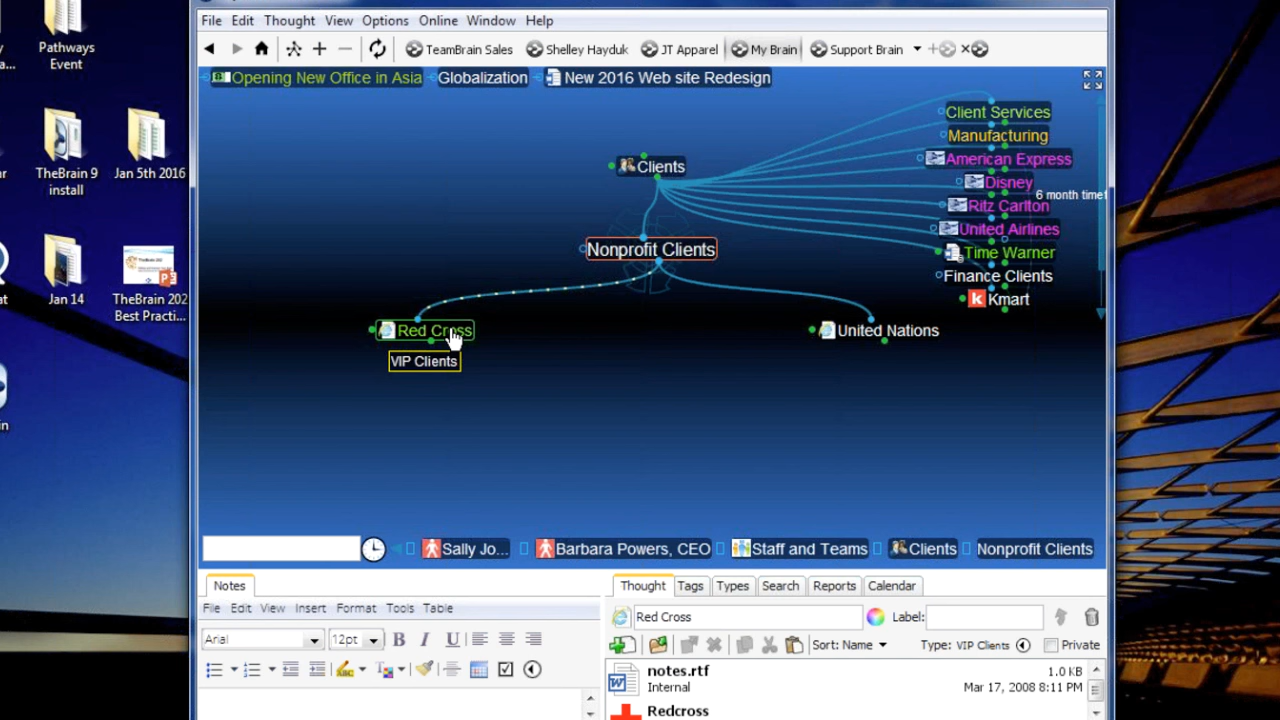 Pathways
Event
TheBrain 9
install
Jan 5th 2016
Jan 14
TheBrain 202
Best Practi...
File Edit Thought View Options Online Window Help
TeamBrain Sales Shelley Hayduk JT Apparel My Brain Support Brain
Opening New Office in Asia Globalization New 2016 Web site Redesign
Clients
Client Services
Manufacturing
American Express
Disney
6 month timef
Ritz Carlton
United Airlines
Time Warner
Finance Clients
Kmart
Nonprofit Clients
Red Cross
United Nations
VIP Clients
Sally Jo... Barbara Powers, CEO Staff and Teams Clients Nonprofit Clients
Notes
File Edit View Insert Format Tools Table
Arial 12pt B I U
Thought Tags Types Search Reports Calendar
Red Cross Label:
Sort: Name Type: VIP Clients Private
notes.rtf 1.0 KB
Internal Mar 17, 2008 8:11 PM
Redcross